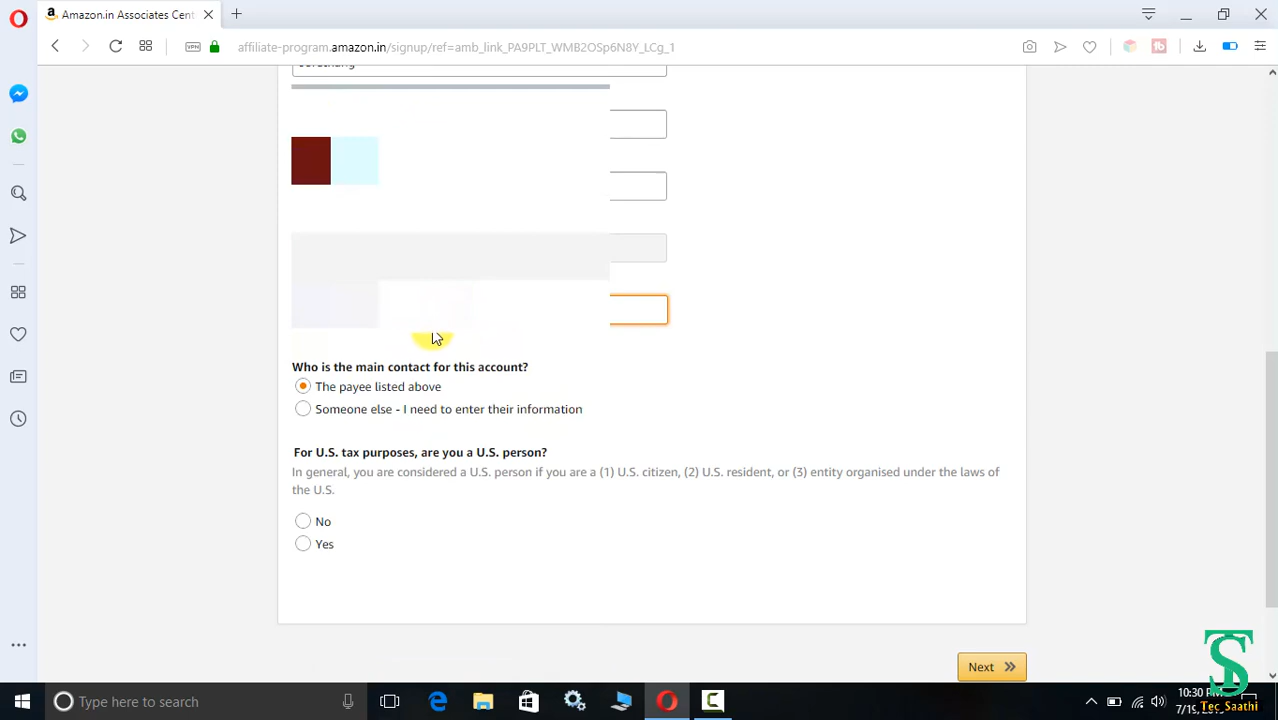 Amazon.in Associates Cent
VPN
affiliate-program.amazon.in/signup/ref=amb_link_PA9PLT_WMB2OSp6N8Y_LCg_1
Who is the main contact for this account?
The payee listed above
Someone else - I need to enter their information
For U.S. tax purposes, are you a U.S. person?
In general, you are considered a U.S. person if you are a (1) U.S. citizen, (2) U.S. resident, or (3) entity organised under the laws of
the U.S.
No
Yes
Next
Type here to search
10:30 PM
Tec_Saathi